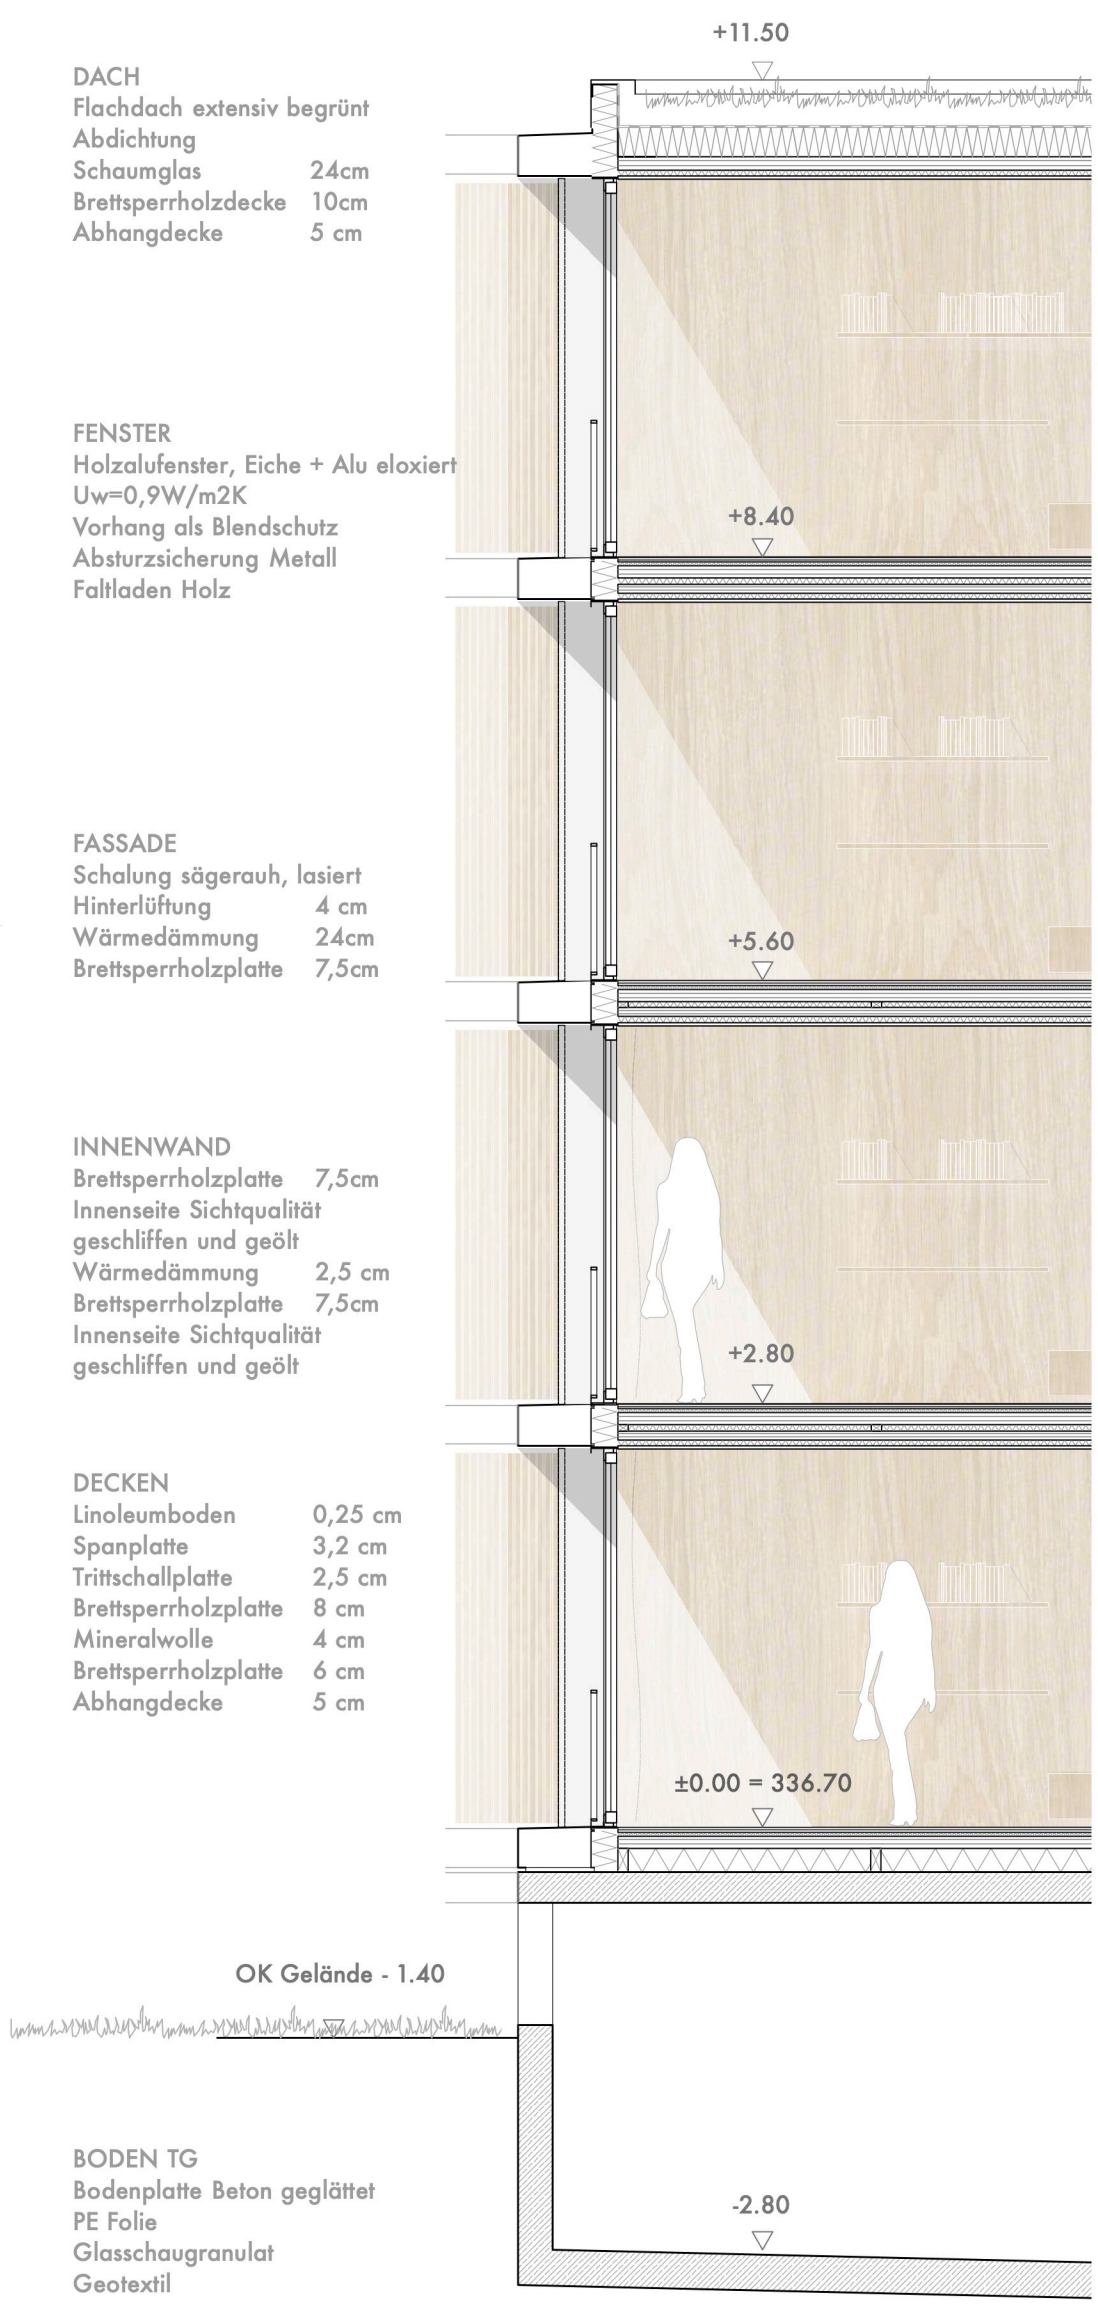 +11.50
DACH
Flachdach extensiv begrünt
Abdichtung
Schaumglas 24cm
Brettsperrholzdecke 10cm
Abhangdecke 5 cm
FENSTER
Holzalufenster, Eiche + Alu eloxiert
Uw=0,9W/m2K
Vorhang als Blendschutz
Absturzsicherung Metall
Faltladen Holz
+8.40
FASSADE
Schalung sägerauh, lasiert
Hinterlüftung 4 cm
Wärmedämmung 24cm
Brettsperrholzplatte 7,5cm
+5.60
INNENWAND
Brettsperrholzplatte 7,5cm
Innenseite Sichtqualität
geschliffen und geölt
Wärmedämmung 2,5 cm
Brettsperrholzplatte 7,5cm
Innenseite Sichtqualität
geschliffen und geölt
+2.80
DECKEN
Linoleumboden 0,25 cm
Spanplatte 3,2 cm
Trittschallplatte 2,5 cm
Brettsperrholzplatte 8 cm
Mineralwolle 4 cm
Brettsperrholzplatte 6 cm
Abhangdecke 5 cm
±0.00 = 336.70
OK Gelände - 1.40
BODEN TG
Bodenplatte Beton geglättet
PE Folie
Glasschaugranulat
Geotextil
-2.80